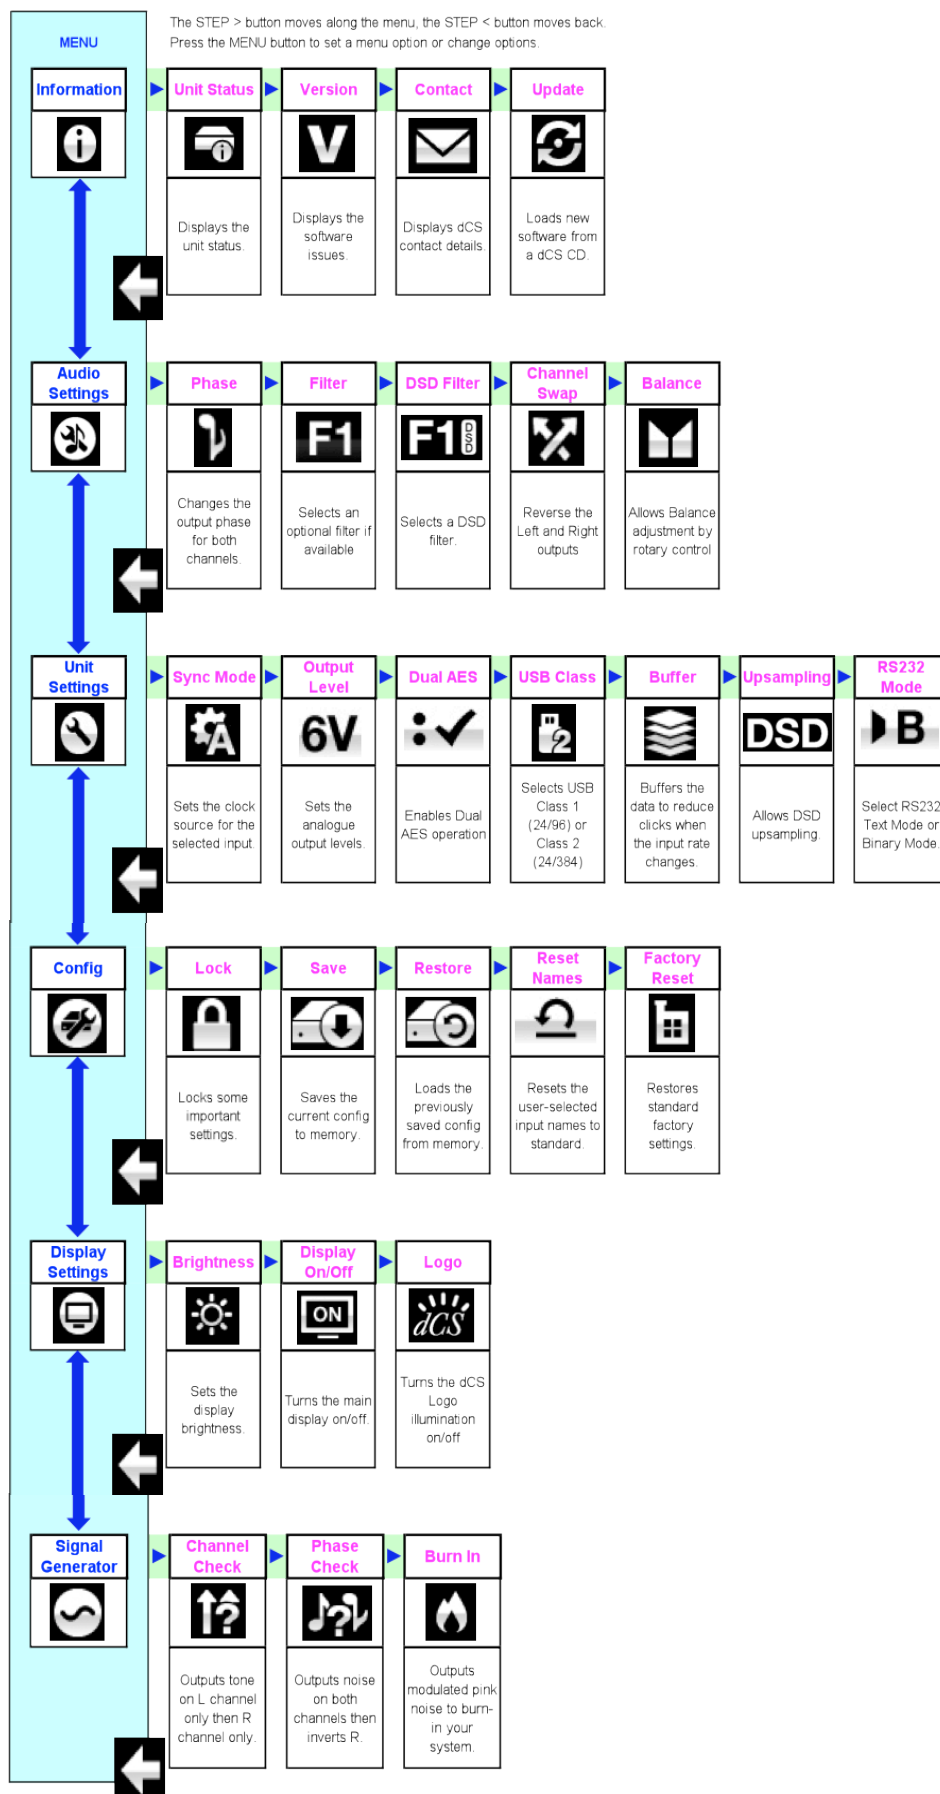 The STEP > button moves along the menu, the STEP < button moves back.
Press the MENU button to set a menu option or change options.
MENU
Information
Unit Status
Version
Contact
Update
V
Displays the
unit status.
Displays the
software
issues.
Displays dCS
contact details.
Loads new
software from
a dCS CD.
Audio
Settings
Phase
Filter
DSD Filter
Channel
Swap
Balance
F1
F1 DSD
Changes the
output phase
for both
channels.
Selects an
optional filter if
available
Selects a DSD
filter.
Reverse the
Left and Right
outputs
Allows Balance
adjustment by
rotary control
Unit
Settings
Sync Mode
Output
Level
Dual AES
USB Class
Buffer
Upsampling
RS232
Mode
A
6V
2
DSD
B
Sets the clock
source for the
selected input.
Sets the
analogue
output levels.
Enables Dual
AES operation
Selects USB
Class 1
(24/96) or
Class 2
(24/384)
Buffers the
data to reduce
clicks when
the input rate
changes.
Allows DSD
upsampling.
Select RS232
Text Mode or
Binary Mode.
Config
Lock
Save
Restore
Reset
Names
Factory
Reset
Locks some
important
settings.
Saves the
current config
to memory.
Loads the
previously
saved config
from memory.
Resets the
user-selected
input names to
standard.
Restores
standard
factory
settings.
Display
Settings
Brightness
Display
On/Off
Logo
ON
dCS
Sets the
display
brightness.
Turns the main
display on/off.
Turns the dCS
Logo
illumination
on/off
Signal
Generator
Channel
Check
Phase
Check
Burn In
?
?
Outputs tone
on L channel
only then R
channel only.
Outputs noise
on both
channels then
inverts R.
Outputs
modulated pink
noise to burn-
in your
system.